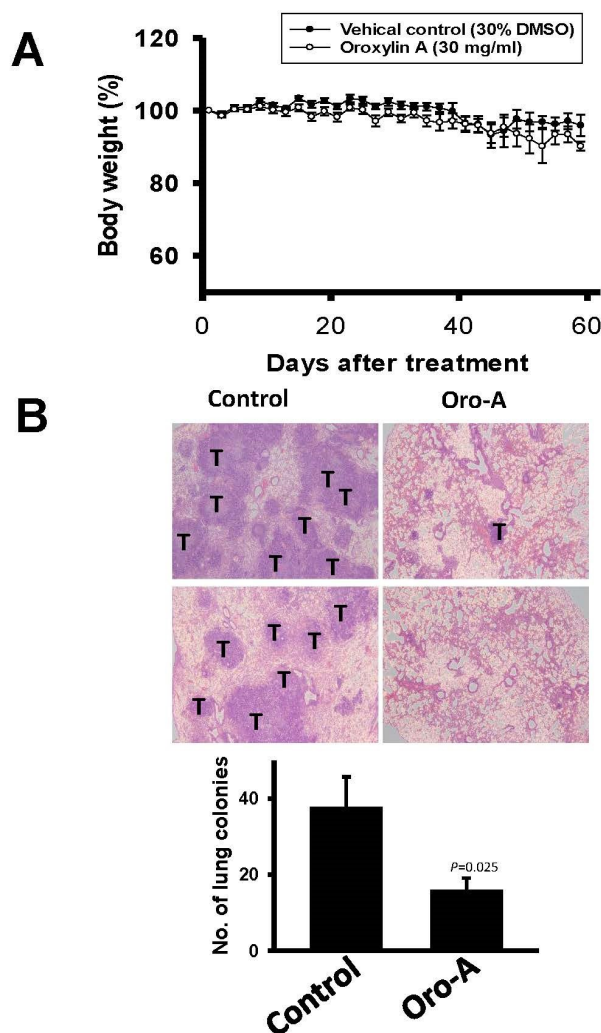 A
Vehical control (30% DMSO)
Oroxylin A (30 mg/ml)
Body weight (%)
120
100
80
60
0 20 40 60
Days after treatment
B
Control Oro-A
T T
T T T
T T T T T
T
T T T
T
T T
No. of lung colonies
40
20
0
P=0.025
Control Oro-A